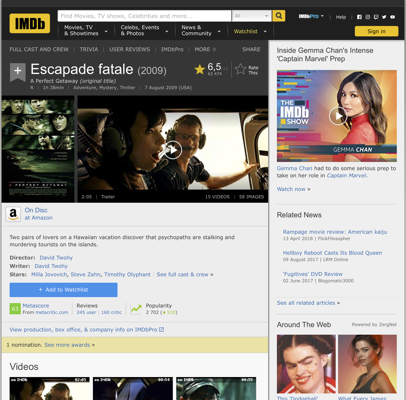 IMDb
Find Movies, TV shows, Celebrities and more...
All
IMDbPro
Help
Movies, TV & Showtimes
Celebs, Events & Photos
News & Community
Watchlist
Sign in
FULL CAST AND CREW | TRIVIA | USER REVIEWS | IMDbPro | MORE
SHARE
Escapade fatale (2009)
A Perfect Getaway (original title)
R | 1h 38min | Adventure, Mystery, Thriller | 7 August 2009 (USA)
6,5
Rate This
A PERFECT GETAWAY
2:05 | Trailer
15 VIDEOS | 58 IMAGES
On Disc
at Amazon
Two pairs of lovers on a Hawaiian vacation discover that psychopaths are stalking and
murdering tourists on the islands.
Director: David Twohy
Writer: David Twohy
Stars: Milla Jovovich, Steve Zahn, Timothy Olyphant | See full cast & crew »
+ Add to Watchlist
Metascore
From metacritic.com
Reviews
245 user | 160 critic
Popularity
2 702
View production, box office, & company info on IMDbPro
1 nomination. See more awards »
Videos
Inside Gemma Chan's Intense
'Captain Marvel' Prep
THE IMDb SHOW
GEMMA CHAN
Gemma Chan had to do some serious prep to
take on her role in Captain Marvel.
Watch now »
Related News
Rampage movie review: American kaiju
13 April 2018 | FlickFilosopher
Hellboy Reboot Casts Its Blood Queen
09 August 2017 | LRM Online
'Fugitives' DVD Review
02 June 2017 | Blogomatic3000
See all related articles »
Around The Web
Powered by ZergNet
This 'Dodgeball'
What Every James